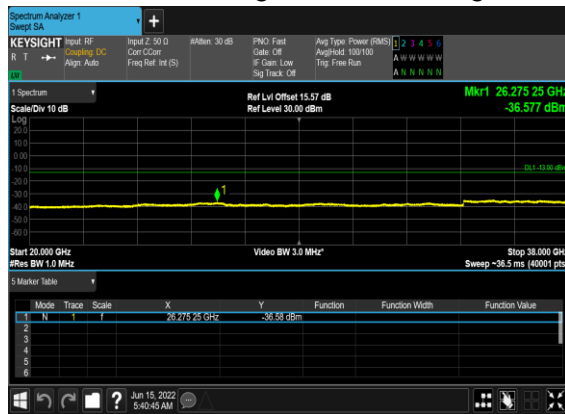 Spectrum Analyzer 1
Swept SA
+
KEYSIGHT Input: RF Input Z: 50 Ω #Atten: 30 dB PNO: Fast Avg Type: Power (RMS) 1 2 3 4 5 6
R T Coupling: DC Corr CCorr Gate: Off Avg|Hold: 100/100 A W W W W W
Align: Auto Freq Ref: Int (S) IF Gain: Low Trig: Free Run
Sig Track: Off A N N N N N
1 Spectrum Ref Lvl Offset 15.57 dB Mkr1 26.275 25 GHz
Scale/Div 10 dB Ref Level 30.00 dBm -36.577 dBm
Log
20.0
10.0
0.00
-10.0 DL1 -13.00 dBm
-20.0
1
-30.0
-40.0
-50.0
-60.0
Start 20.000 GHz Video BW 3.0 MHz* Stop 38.000 GHz
#Res BW 1.0 MHz Sweep ~36.5 ms (40001 pts)
5 Marker Table
Mode Trace Scale X Y Function Function Width Function Value
1 N 1 f 26.275 25 GHz -36.58 dBm
2
3
4
5
6
? Jun 15, 2022
5:40:45 AM